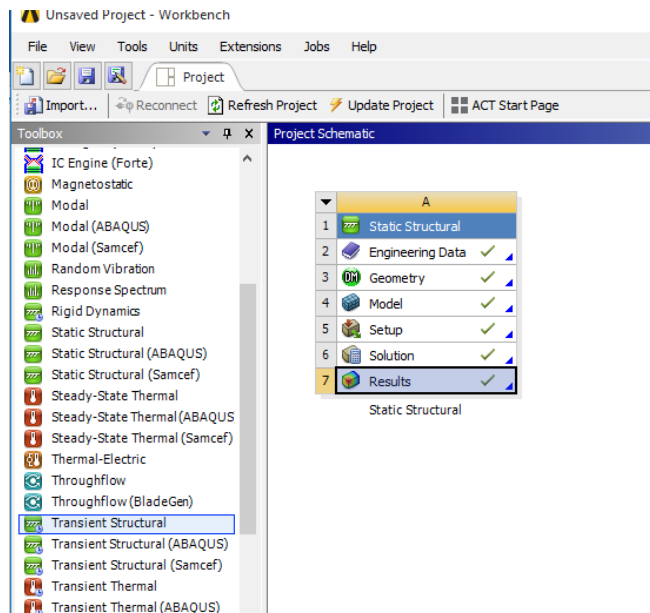 Unsaved Project - Workbench
File View Tools Units Extensions Jobs Help
Project
Import... Reconnect Refresh Project Update Project ACT Start Page
Toolbox
IC Engine (Forte)
Magnetostatic
Modal
Modal (ABAQUS)
Modal (Samcef)
Random Vibration
Response Spectrum
Rigid Dynamics
Static Structural
Static Structural (ABAQUS)
Static Structural (Samcef)
Steady-State Thermal
Steady-State Thermal (ABAQUS
Steady-State Thermal (Samcef)
Thermal-Electric
Throughflow
Throughflow (BladeGen)
Transient Structural
Transient Structural (ABAQUS)
Transient Structural (Samcef)
Transient Thermal
Transient Thermal (ABAQUS)
Project Schematic
A
1 Static Structural
2 Engineering Data
3 DM Geometry
4 Model
5 Setup
6 Solution
7 Results
Static Structural